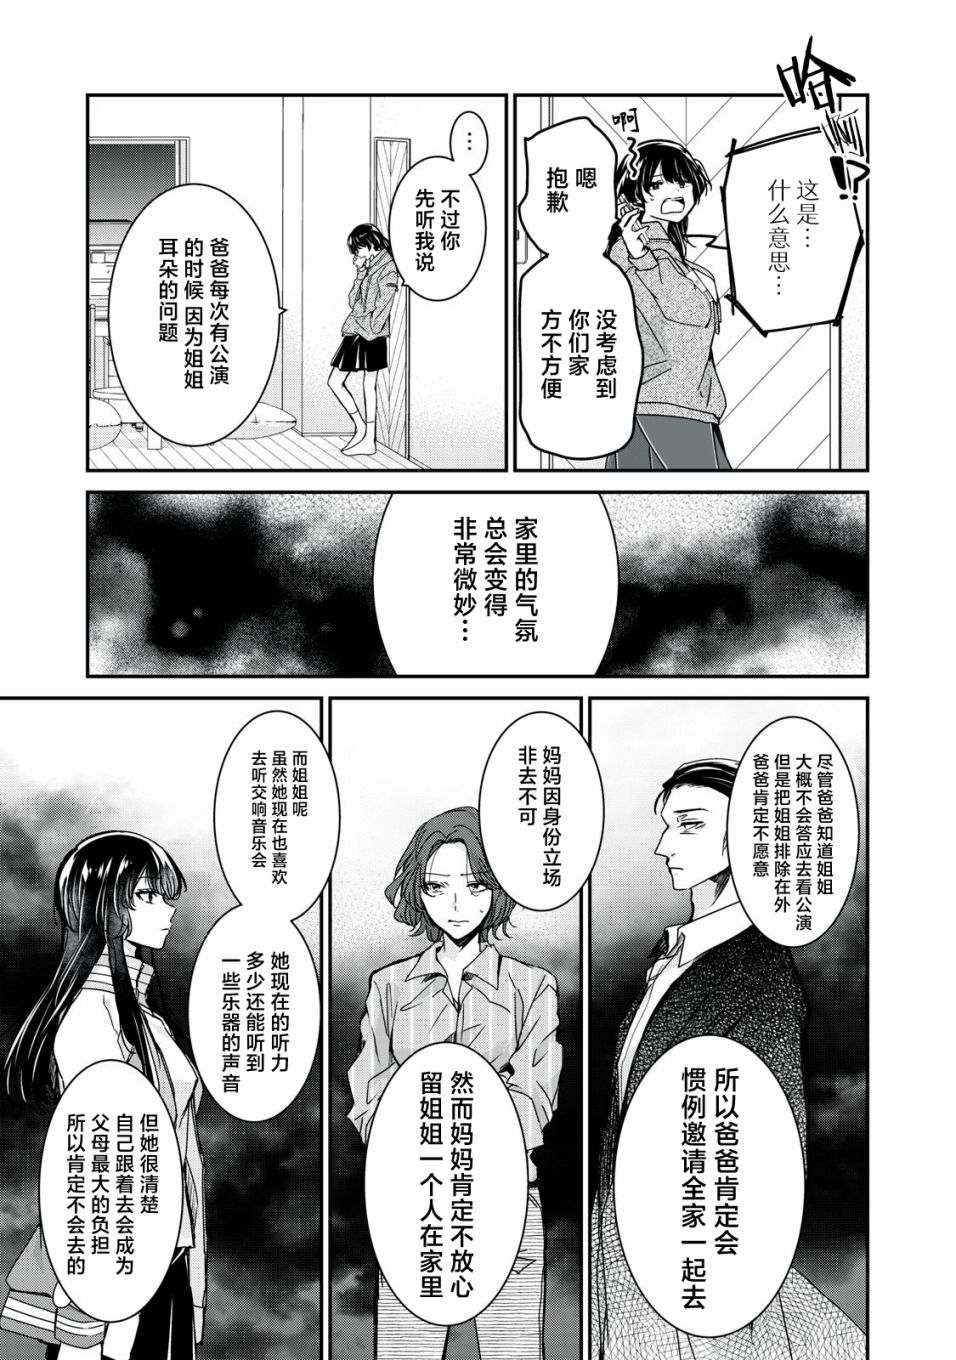 哈
啊!?
这是…
什么意思…
啊
嗯
抱歉
没考虑到
你们家
方不方便
…
不过你
先听我说
爸爸每次有公演
的时候 因为姐姐
耳朵的问题
家里的气氛
总会变得
非常微妙…
尽管爸爸知道姐姐
大概不会答应去看公演
但是把姐姐排除在外
爸爸肯定不愿意
所以爸爸肯定会
惯例邀请全家一起去
妈妈因身份立场
非去不可
然而妈妈肯定不放心
留姐姐一个人在家里
而姐姐呢
虽然她现在也喜欢
去听交响音乐会
她现在的听力
多少还能听到
一些乐器的声音
但她很清楚
自己跟着去会成为
父母最大的负担
所以肯定不会去的